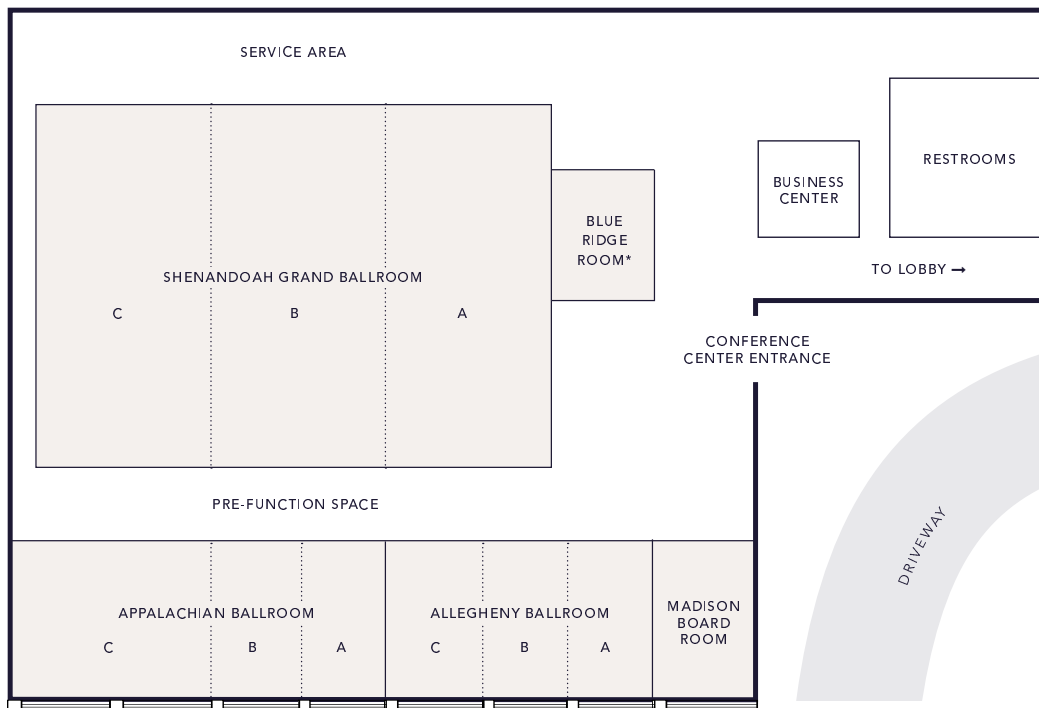 SERVICE AREA
RESTROOMS
BUSINESS
CENTER
BLUE
RIDGE
ROOM*
TO LOBBY →
SHENANDOAH GRAND BALLROOM
C B A
CONFERENCE
CENTER ENTRANCE
PRE-FUNCTION SPACE
DRIVEWAY
APPALACHIAN BALLROOM
C B A
ALLEGHENY BALLROOM
C B A
MADISON
BOARD
ROOM